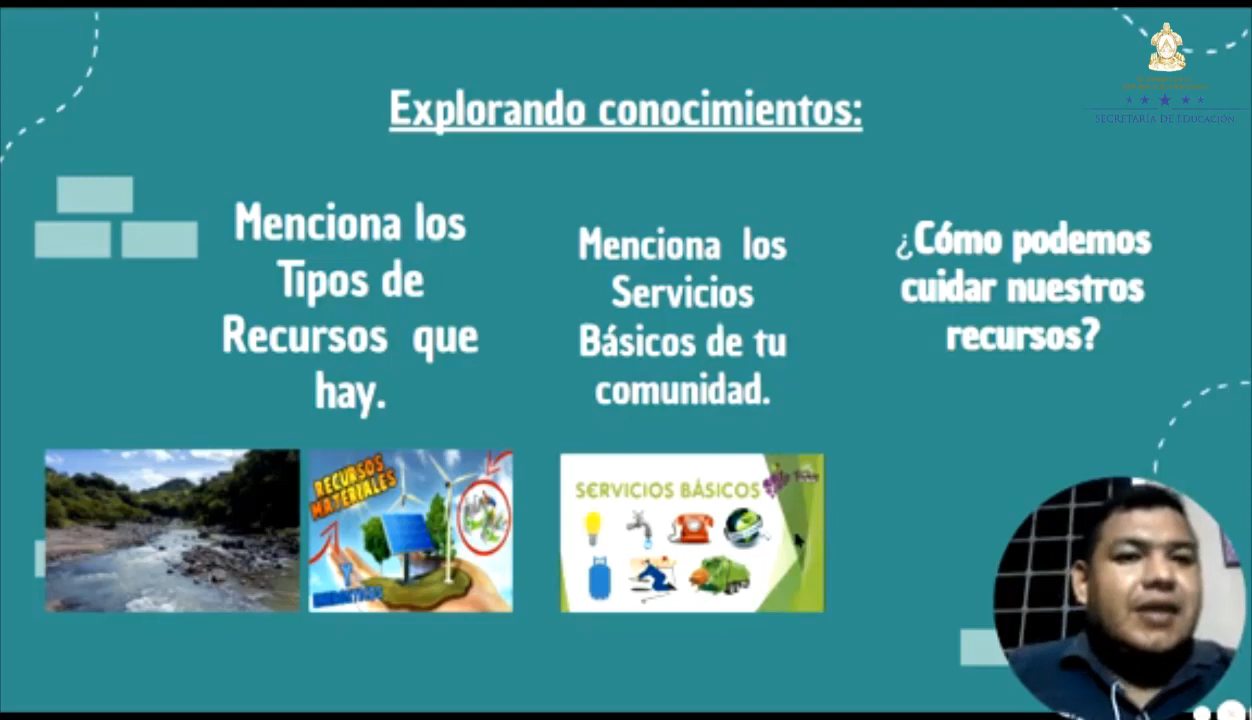 Explorando conocimientos:
Menciona los
Tipos de
Recursos que
hay.
Menciona los
Servicios
Básicos de tu
comunidad.
¿Cómo podemos
cuidar nuestros
recursos?
RECURSOS
MATERIALES
Y
SERVICIOS BÁSICOS
SECRETARÍA DE EDUCACIÓN